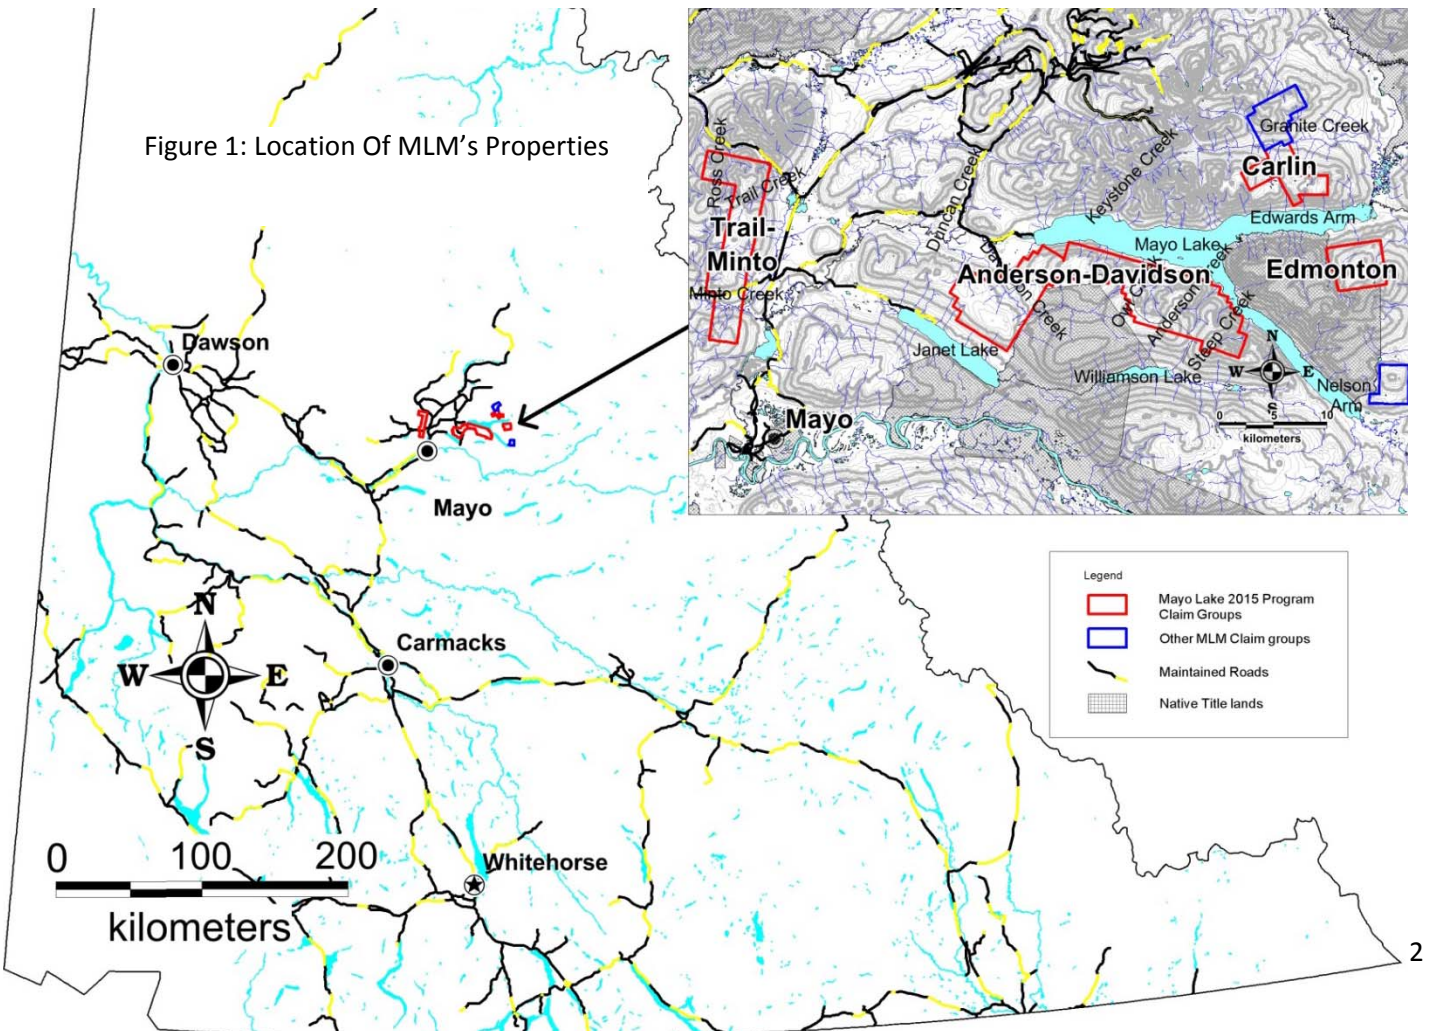 Figure 1: Location Of MLM's Properties
Ross Creek
Trail Creek
Trail-
Minto
Minto Creek
Duncan Creek
Keystone Creek
Granite Creek
Carlin
Edwards Arm
Mayo Lake
Edmonton
Anderson-Davidson
Davidson Creek
Owl Creek
Anderson Creek
Steep Creek
Janet Lake
Williamson Lake
Nelson
Arm
N
W
E
S
0 5 10
kilometers
Mayo
Dawson
Mayo
Carmacks
Whitehorse
N
W
E
S
0 100 200
kilometers
Legend
Mayo Lake 2015 Program
Claim Groups
Other MLM Claim groups
Maintained Roads
Native Title lands
2